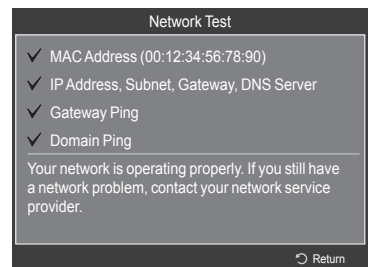 Network Test
MAC Address (00:12:34:56:78:90)
IP Address, Subnet, Gateway, DNS Server
Gateway Ping
Domain Ping
Your network is operating properly. If you still have
a network problem, contact your network service
provider.
Return